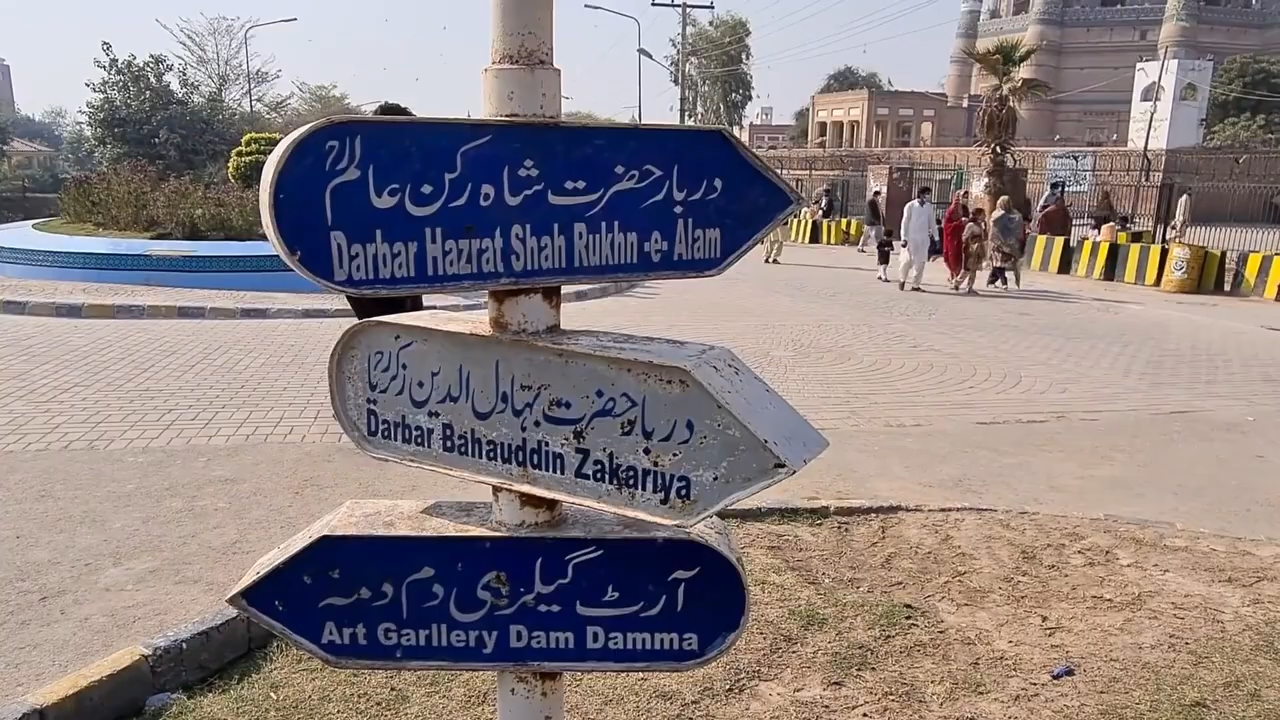 دربار حضرت شاہ رکن عالمؒ
Darbar Hazrat Shah Rukhn -e- Alam
دربار حضرت بہاول الدین زکریاؒ
Darbar Bahauddin Zakariya
آرٹ گیلری دم دمہ
Art Garllery Dam Damma